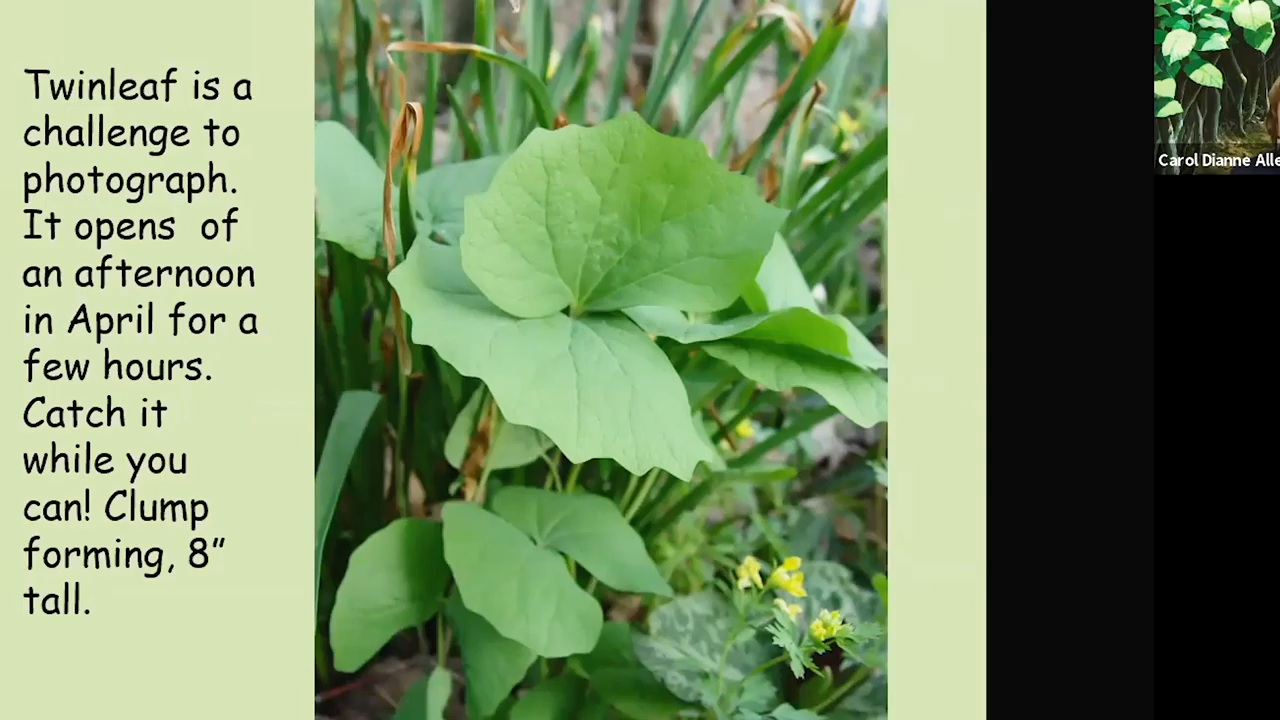 Twinleaf is a
challenge to
photograph.
It opens  of
an afternoon
in April for a
few hours.
Catch it
while you
can! Clump
forming, 8”
tall.
Carol Dianne Alle